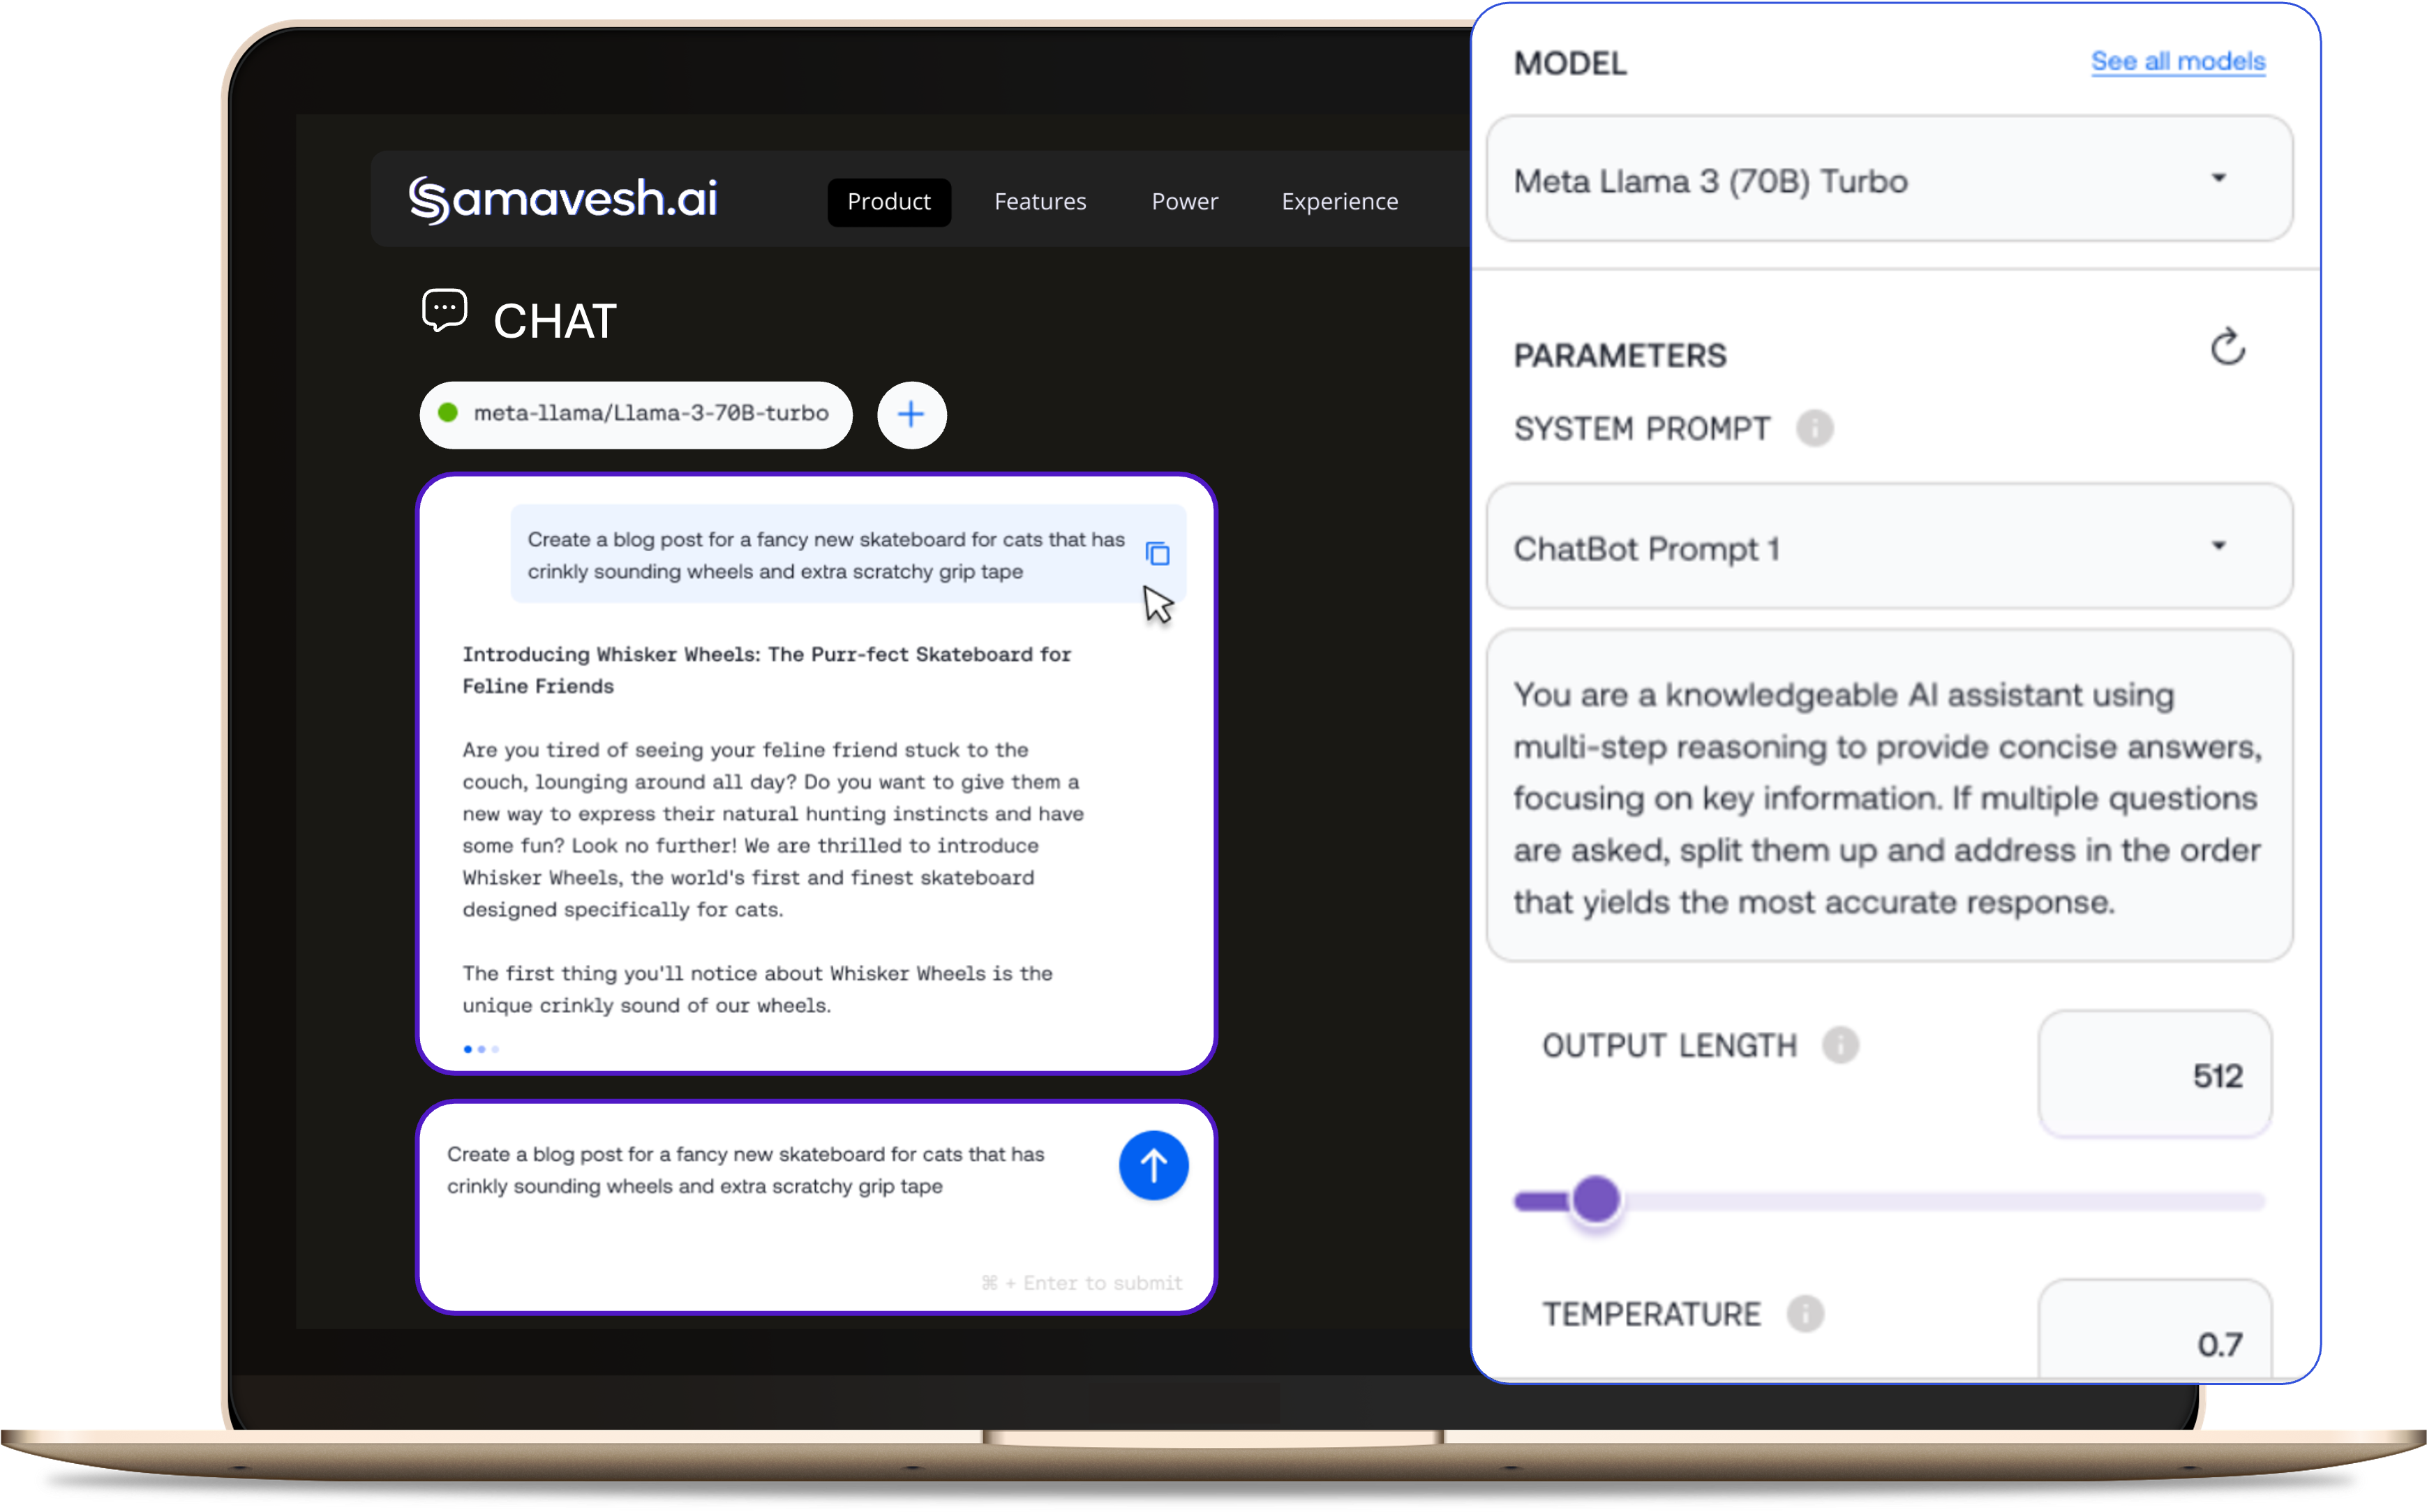 Samavesh.ai
Product
Features
Power
Experience
CHAT
meta-llama/Llama-3-70B-turbo
Create a blog post for a fancy new skateboard for cats that has
crinkly sounding wheels and extra scratchy grip tape
Introducing Whisker Wheels: The Purr-fect Skateboard for
Feline Friends
Are you tired of seeing your feline friend stuck to the
couch, lounging around all day? Do you want to give them a
new way to express their natural hunting instincts and have
some fun? Look no further! We are thrilled to introduce
Whisker Wheels, the world's first and finest skateboard
designed specifically for cats.
The first thing you'll notice about Whisker Wheels is the
unique crinkly sound of our wheels.
Create a blog post for a fancy new skateboard for cats that has
crinkly sounding wheels and extra scratchy grip tape
⌘ + Enter to submit
MODEL
See all models
Meta Llama 3 (70B) Turbo
PARAMETERS
SYSTEM PROMPT
ChatBot Prompt 1
You are a knowledgeable AI assistant using
multi-step reasoning to provide concise answers,
focusing on key information. If multiple questions
are asked, split them up and address in the order
that yields the most accurate response.
OUTPUT LENGTH
512
TEMPERATURE
0.7